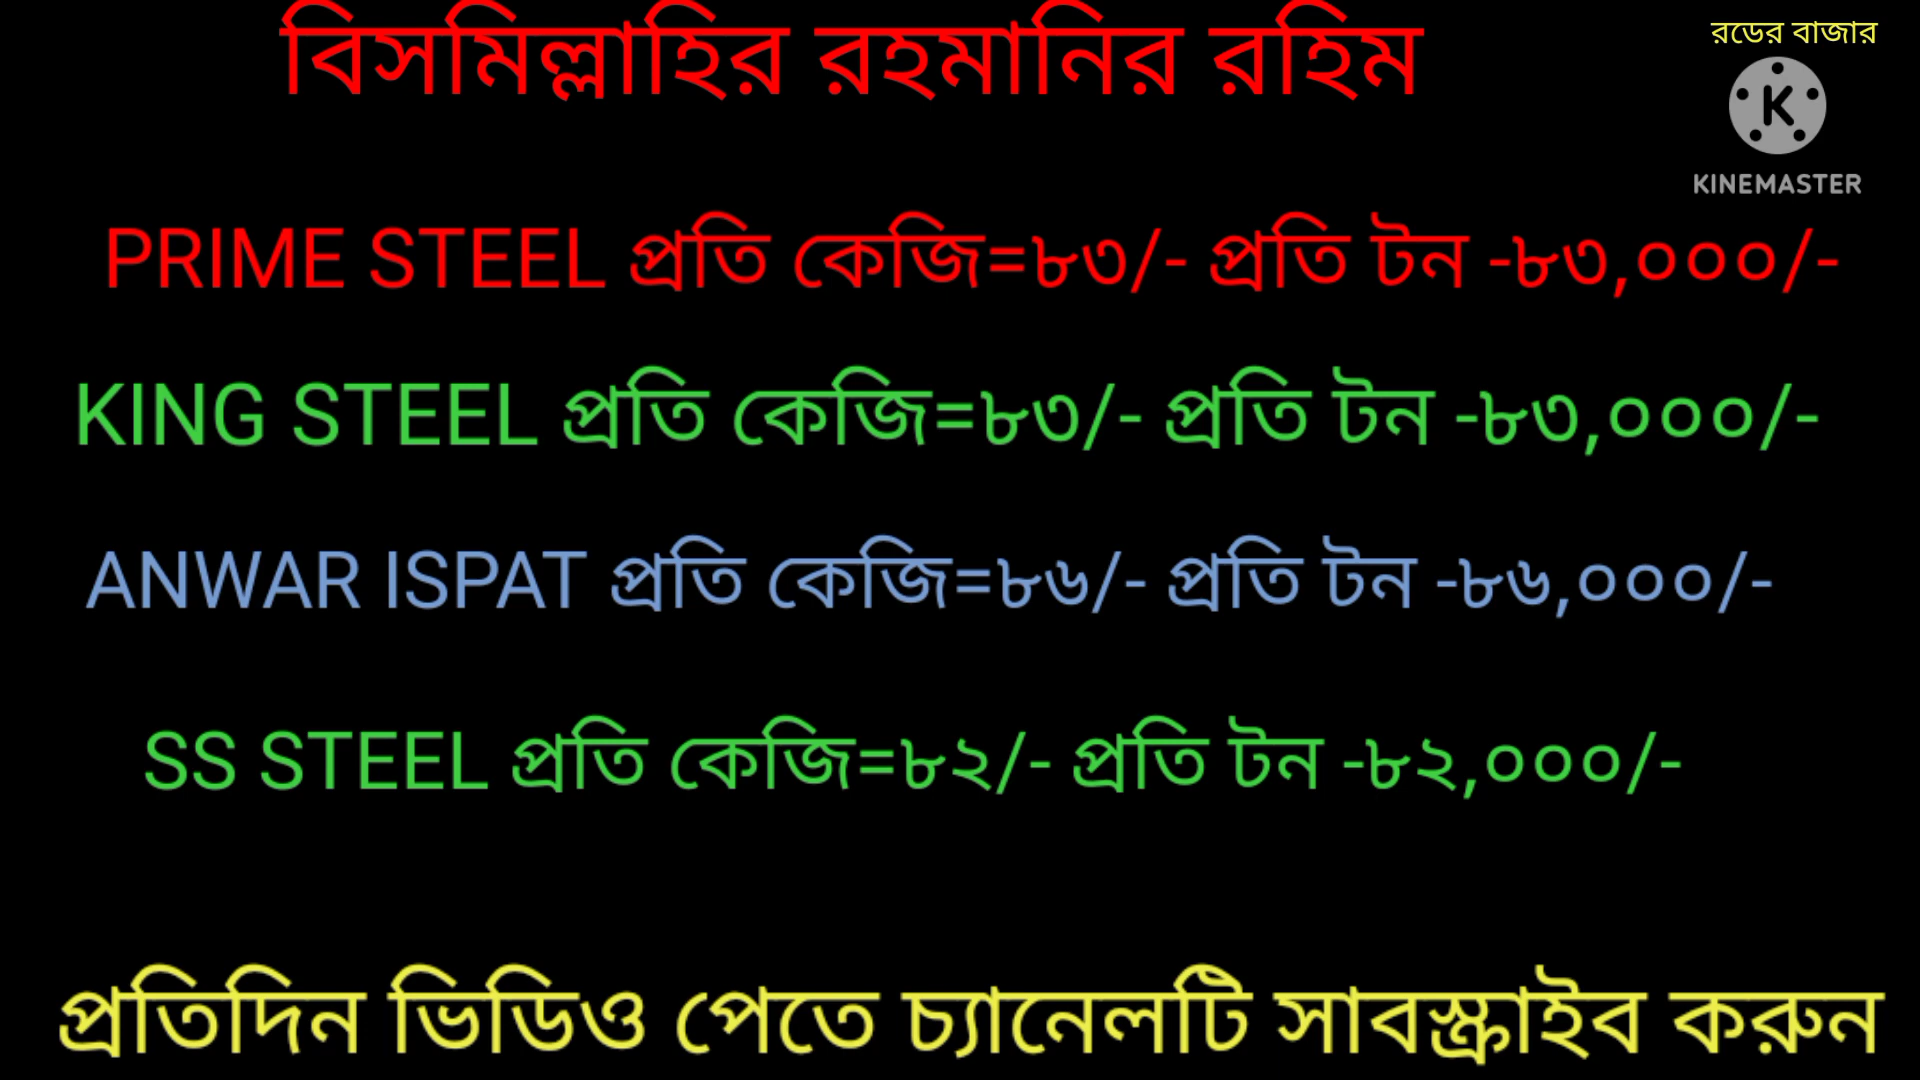 বিসমিল্লাহির রহমানির রহিম
রডের বাজার
KINEMASTER
PRIME STEEL প্রতি কেজি=৮৩/- প্রতি টন -৮৩,০০০/-
KING STEEL প্রতি কেজি=৮৩/- প্রতি টন -৮৩,০০০/-
ANWAR ISPAT প্রতি কেজি=৮৬/- প্রতি টন -৮৬,০০০/-
SS STEEL প্রতি কেজি=৮২/- প্রতি টন -৮২,০০০/-
প্রতিদিন ভিডিও পেতে চ্যানেলটি সাবস্ক্রাইব করুন